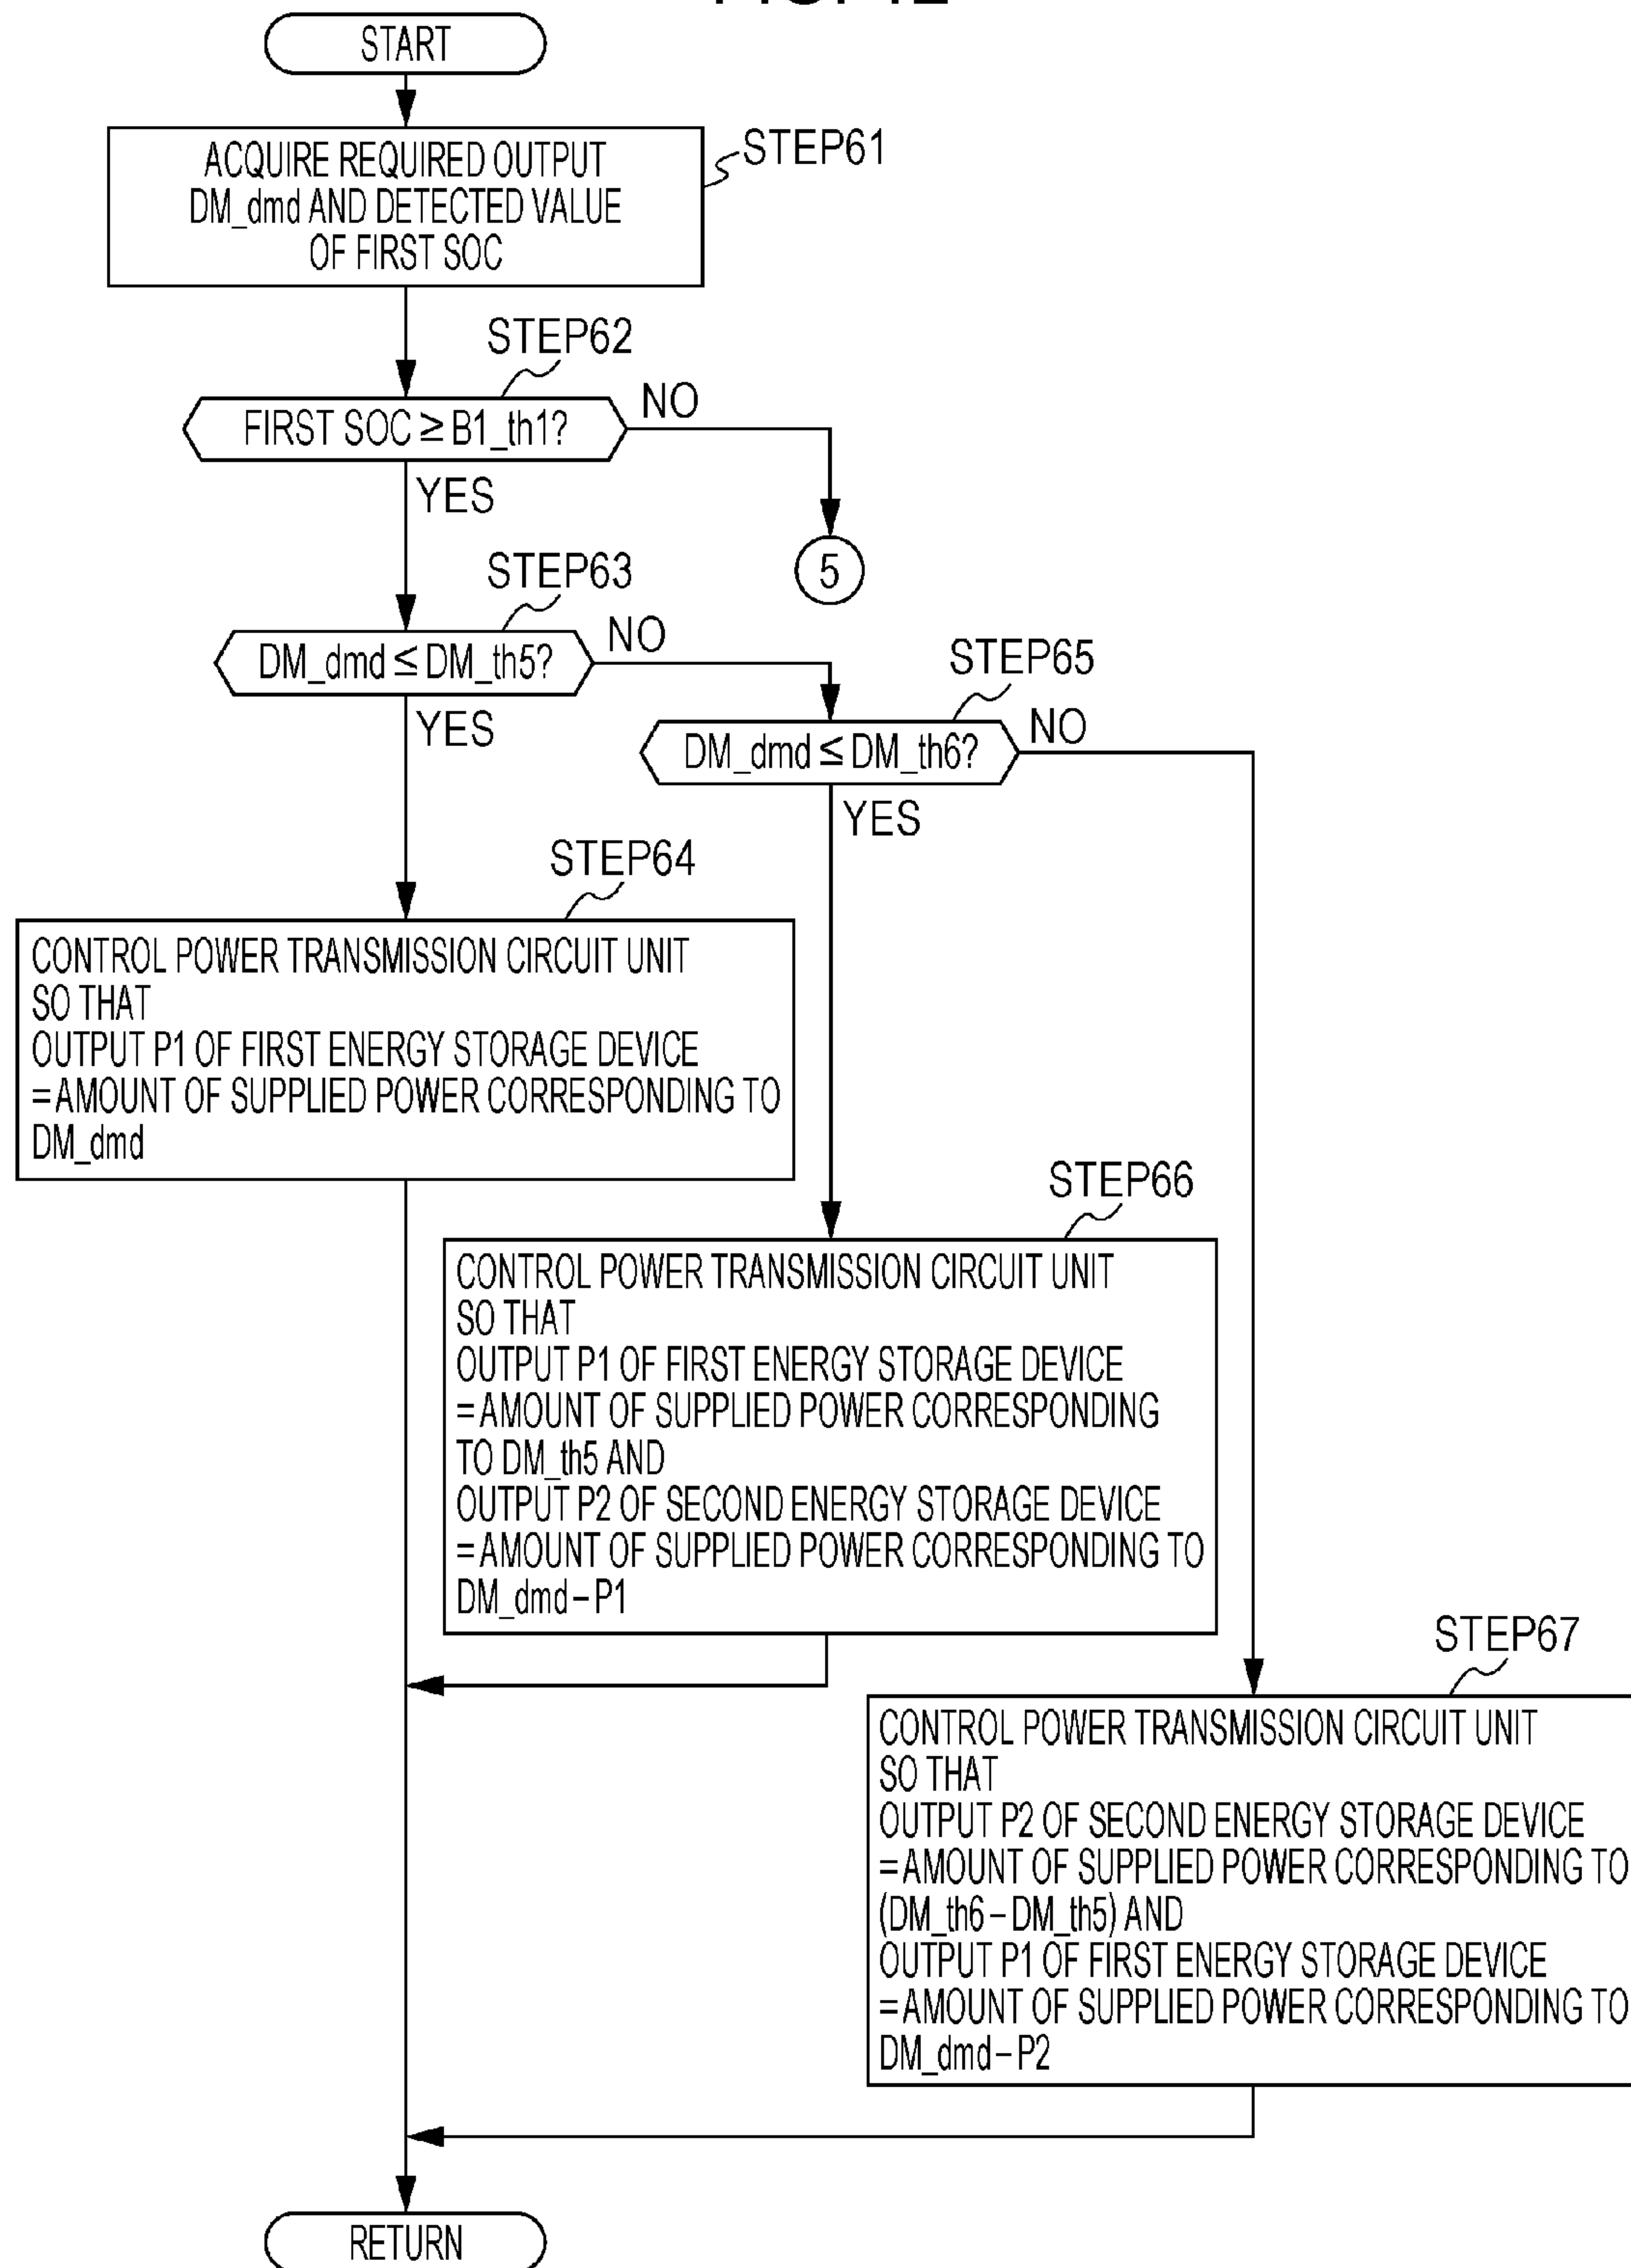 START
ACQUIRE REQUIRED OUTPUT
DM_dmd AND DETECTED VALUE
OF FIRST SOC
STEP61
STEP62
FIRST SOC ≥ B1_th1?
NO
YES
5
STEP63
DM_dmd ≤ DM_th5?
NO
YES
STEP65
DM_dmd ≤ DM_th6?
NO
YES
STEP64
CONTROL POWER TRANSMISSION CIRCUIT UNIT
SO THAT
OUTPUT P1 OF FIRST ENERGY STORAGE DEVICE
=AMOUNT OF SUPPLIED POWER CORRESPONDING TO
DM_dmd
STEP66
CONTROL POWER TRANSMISSION CIRCUIT UNIT
SO THAT
OUTPUT P1 OF FIRST ENERGY STORAGE DEVICE
=AMOUNT OF SUPPLIED POWER CORRESPONDING
TO DM_th5 AND
OUTPUT P2 OF SECOND ENERGY STORAGE DEVICE
=AMOUNT OF SUPPLIED POWER CORRESPONDING TO
DM_dmd–P1
STEP67
CONTROL POWER TRANSMISSION CIRCUIT UNIT
SO THAT
OUTPUT P2 OF SECOND ENERGY STORAGE DEVICE
=AMOUNT OF SUPPLIED POWER CORRESPONDING TO
(DM_th6–DM_th5) AND
OUTPUT P1 OF FIRST ENERGY STORAGE DEVICE
=AMOUNT OF SUPPLIED POWER CORRESPONDING TO
DM_dmd–P2
RETURN